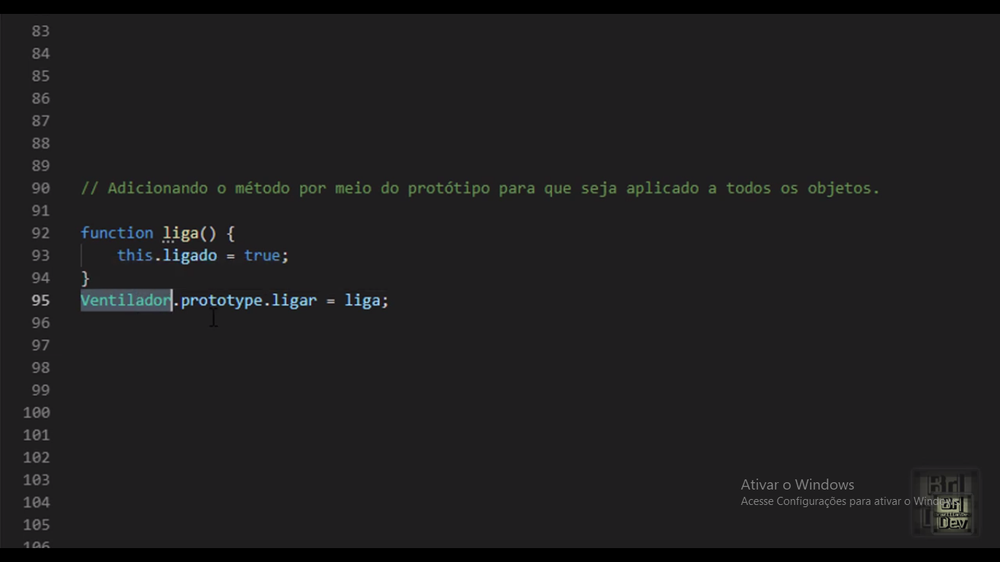 83
84
85
86
87
88
89
90 // Adicionando o método por meio do protótipo para que seja aplicado a todos os objetos.
91
92 function liga() {
93 this.ligado = true;
94 }
95 Ventilador.prototype.ligar = liga;
96
97
98
99
100
101
102
103
104
105
106
Ativar o Windows
Acesse Configurações para ativar o Windows.
Brl
Dev